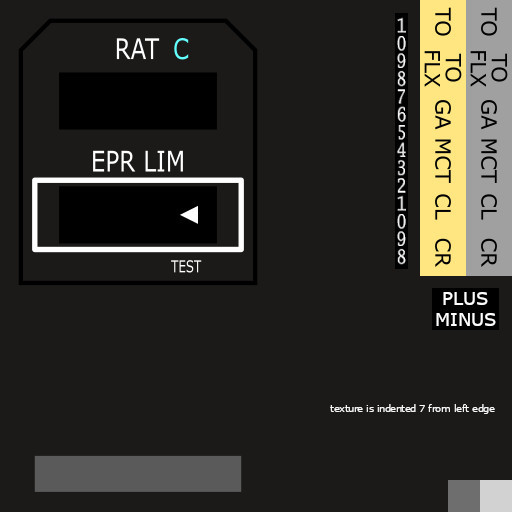 RAT C
EPR LIM
TEST
1
0
9
8
7
6
5
4
3
2
1
0
9
8
TO
TO FLX
GA
MCT
CL
CR
TO
TO FLX
GA
MCT
CL
CR
PLUS
MINUS
texture is indented 7 from left edge